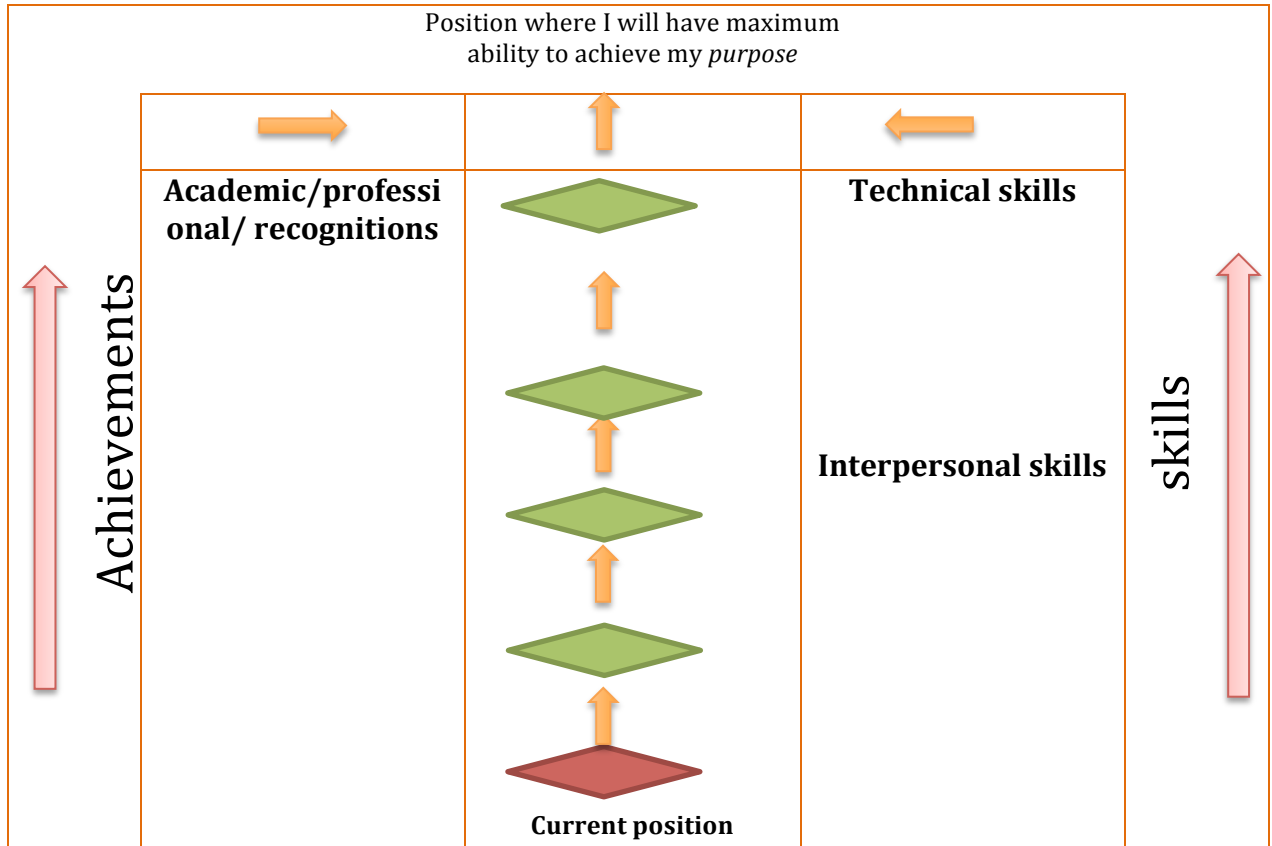 Position where I will have maximum
ability to achieve my purpose
Academic/professi
onal/ recognitions
Technical skills
Achievements
Interpersonal skills
skills
Current position